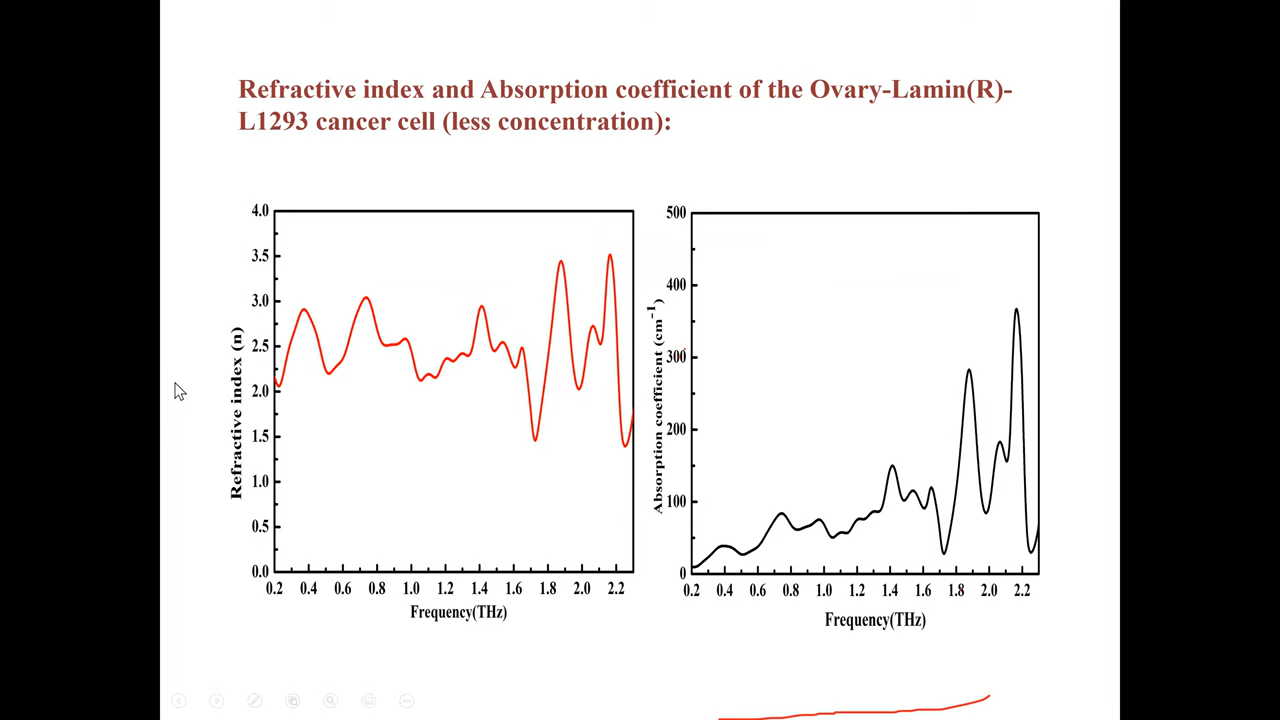 Refractive index and Absorption coefficient of the Ovary-Lamin(R)-
L1293 cancer cell (less concentration):
4.0
3.5
3.0
2.5
2.0
1.5
1.0
0.5
0.0
Refractive index (n)
0.2 0.4 0.6 0.8 1.0 1.2 1.4 1.6 1.8 2.0 2.2
Frequency(THz)
500
400
300
200
100
0
Absorption coefficient (cm⁻¹)
0.2 0.4 0.6 0.8 1.0 1.2 1.4 1.6 1.8 2.0 2.2
Frequency(THz)